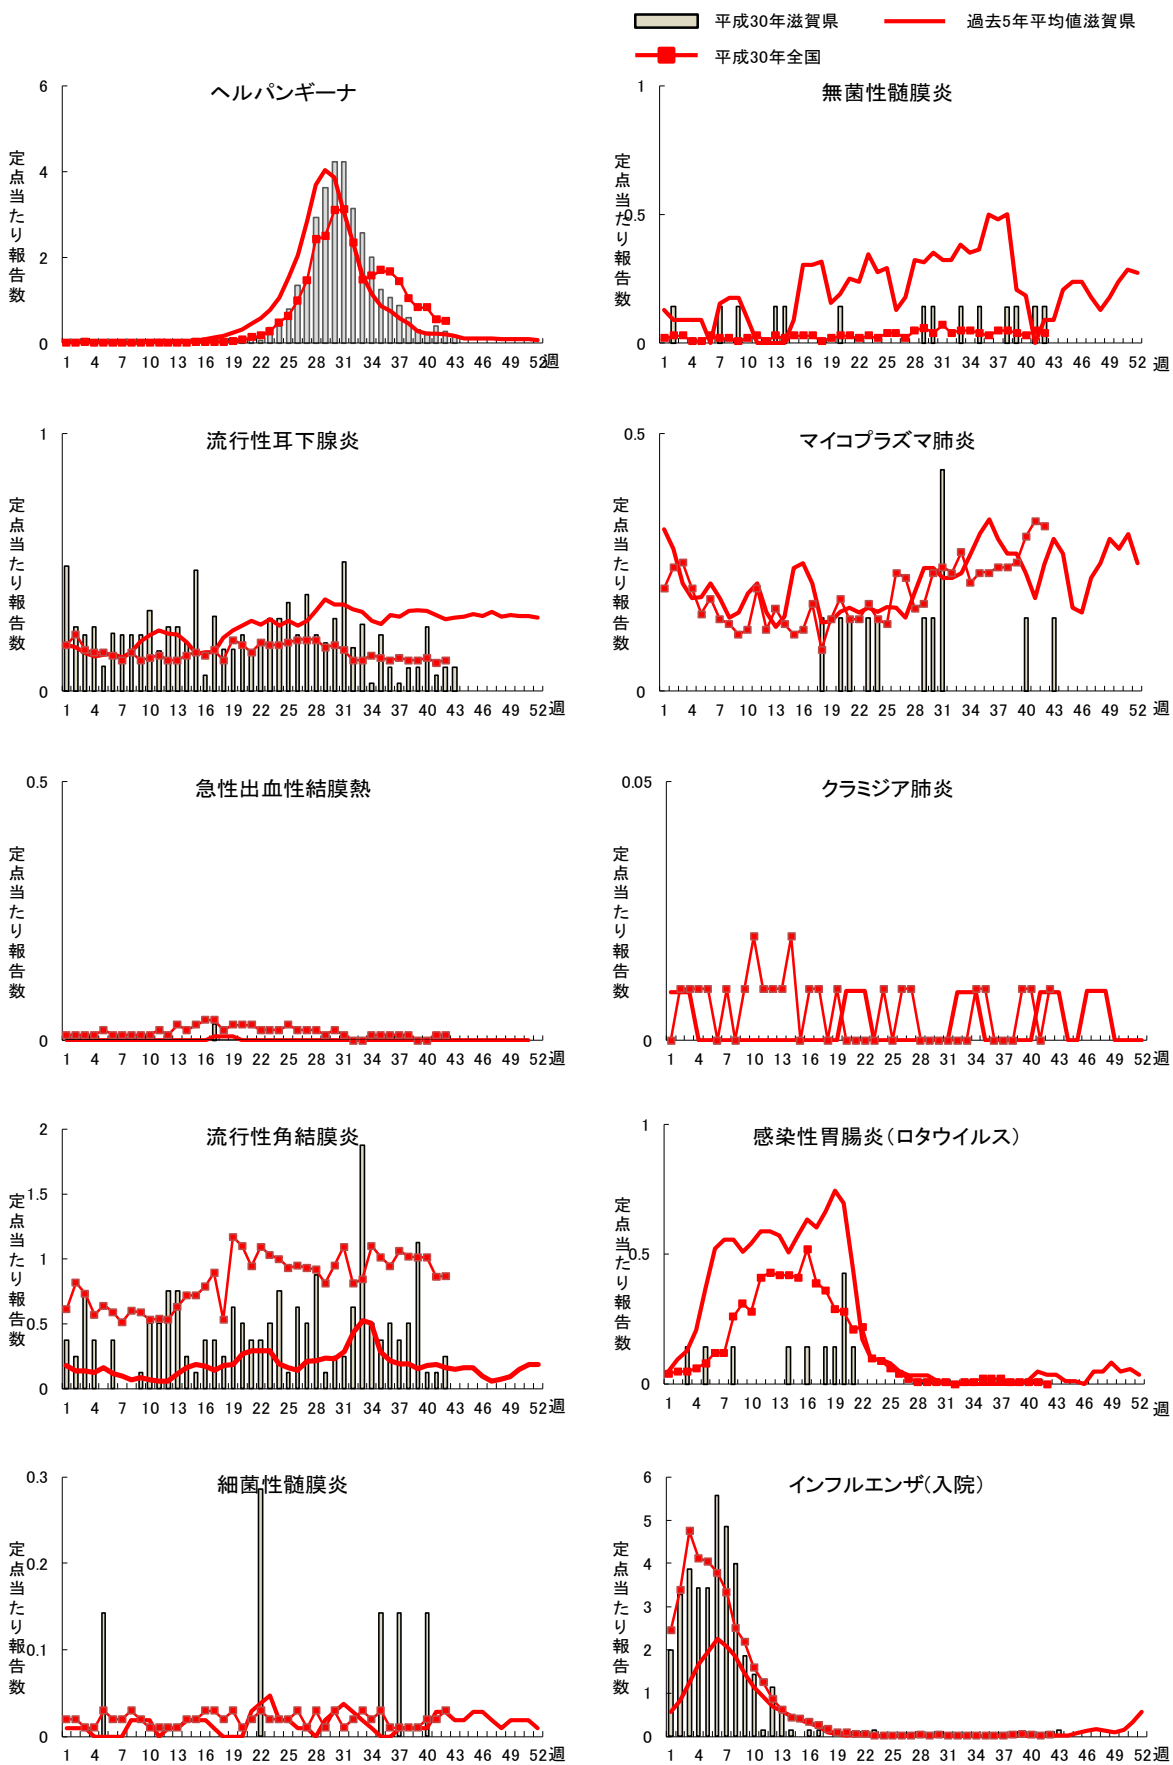 平成30年滋賀県 過去5年平均値滋賀県
平成30年全国
ヘルパンギーナ
定点当たり報告数
6
4
2
0
1 4 7 10 13 16 19 22 25 28 31 34 37 40 43 46 49 52 週
無菌性髄膜炎
定点当たり報告数
1
0.5
0
1 4 7 10 13 16 19 22 25 28 31 34 37 40 43 46 49 52 週
流行性耳下腺炎
定点当たり報告数
1
0
1 4 7 10 13 16 19 22 25 28 31 34 37 40 43 46 49 52 週
マイコプラズマ肺炎
定点当たり報告数
0.5
0
1 4 7 10 13 16 19 22 25 28 31 34 37 40 43 46 49 52 週
急性出血性結膜熱
定点当たり報告数
0.5
0
1 4 7 10 13 16 19 22 25 28 31 34 37 40 43 46 49 52 週
クラミジア肺炎
定点当たり報告数
0.05
0
1 4 7 10 13 16 19 22 25 28 31 34 37 40 43 46 49 52 週
流行性角結膜炎
定点当たり報告数
2
1.5
1
0.5
0
1 4 7 10 13 16 19 22 25 28 31 34 37 40 43 46 49 52 週
感染性胃腸炎(ロタウイルス)
定点当たり報告数
1
0.5
0
1 4 7 10 13 16 19 22 25 28 31 34 37 40 43 46 49 52 週
細菌性髄膜炎
定点当たり報告数
0.3
0.2
0.1
0
1 4 7 10 13 16 19 22 25 28 31 34 37 40 43 46 49 52 週
インフルエンザ(入院)
定点当たり報告数
6
5
4
3
2
1
0
1 4 7 10 13 16 19 22 25 28 31 34 37 40 43 46 49 52 週